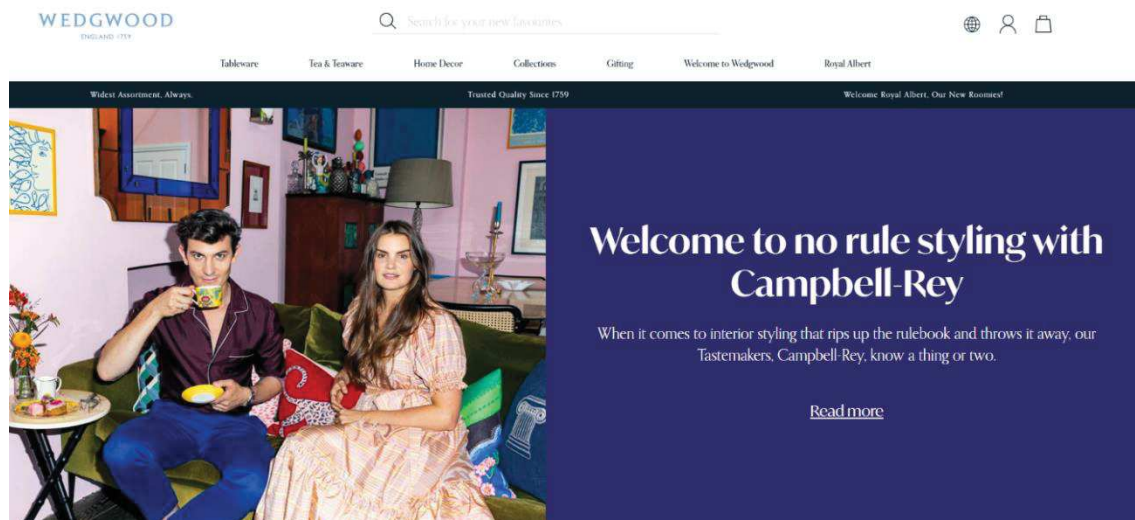 WEDGWOOD
ENGLAND 1759
Search for your new favourites
Tableware Tea & Teaware Home Decor Collections Gifting Welcome to Wedgwood Royal Albert
Widest Assortment, Always. Trusted Quality Since 1759 Welcome Royal Albert, Our New Roomies!
Welcome to no rule styling with
Campbell-Rey
When it comes to interior styling that rips up the rulebook and throws it away, our
Tastemakers, Campbell-Rey, know a thing or two.
Read more